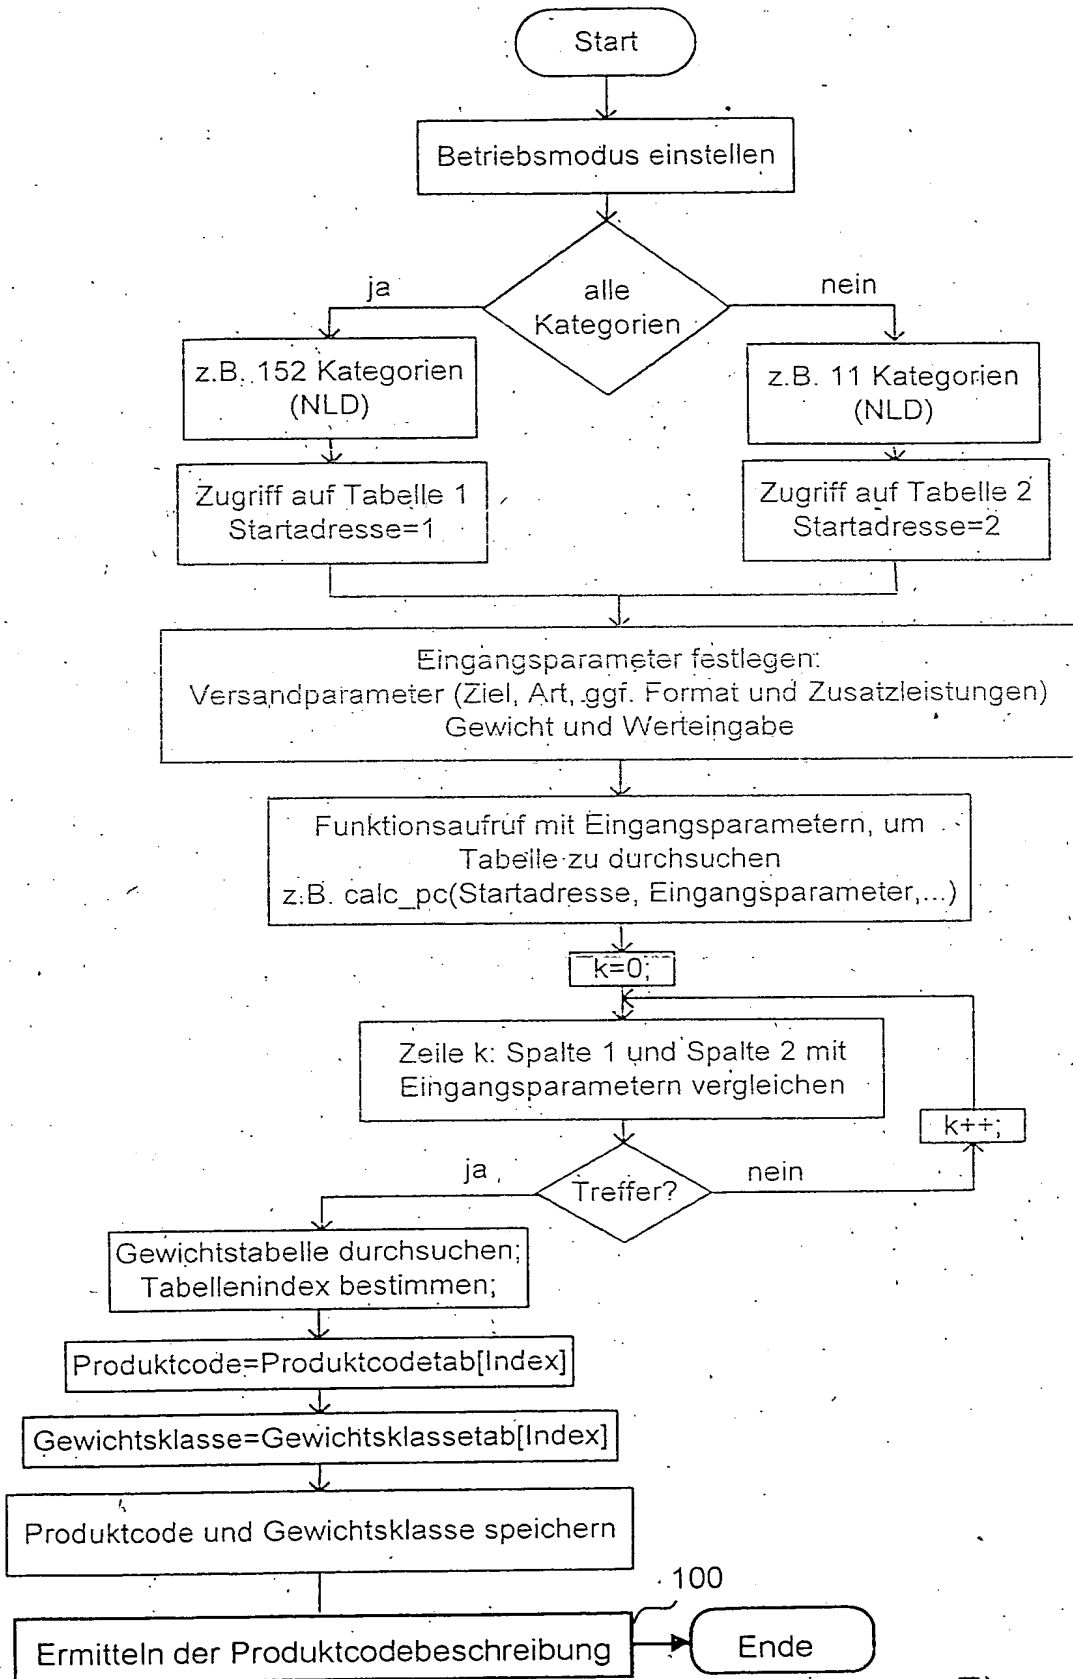 Start
Betriebsmodus einstellen
alle
Kategorien
ja
nein
z.B. 152 Kategorien
(NLD)
z.B. 11 Kategorien
(NLD)
Zugriff auf Tabelle 1
Startadresse=1
Zugriff auf Tabelle 2
Startadresse=2
Eingangsparameter festlegen:
Versandparameter (Ziel, Art, ggf. Format und Zusatzleistungen)
Gewicht und Werteingabe
Funktionsaufruf mit Eingangsparametern, um
Tabelle zu durchsuchen
z.B. calc_pc(Startadresse, Eingangsparameter,...)
k=0;
Zeile k: Spalte 1 und Spalte 2 mit
Eingangsparametern vergleichen
k++;
Treffer?
ja
nein
Gewichtstabelle durchsuchen;
Tabellenindex bestimmen;
Produktcode=Produktcodetab[Index]
Gewichtsklasse=Gewichtsklassetab[Index]
Produktcode und Gewichtsklasse speichern
100
Ermitteln der Produktcodebeschreibung
Ende